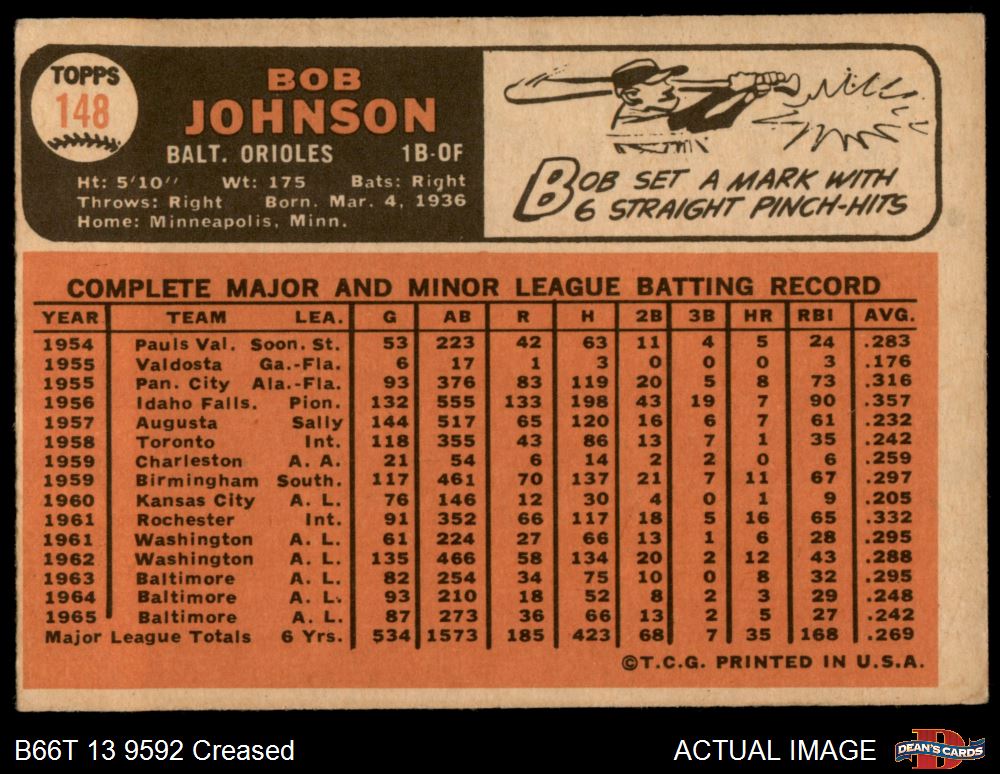 TOPPS
148
BOB
JOHNSON
BALT. ORIOLES 1B-OF
Ht: 5'10" Wt: 175 Bats: Right
Throws: Right Born. Mar. 4, 1936
Home: Minneapolis, Minn.
BOB SET A MARK WITH
6 STRAIGHT PINCH-HITS
COMPLETE MAJOR AND MINOR LEAGUE BATTING RECORD
YEAR TEAM LEA. G AB R H 2B 3B HR RBI AVG.
1954 Pauls Val. Soon. St. 53 223 42 63 11 4 5 24 .283
1955 Valdosta Ga.-Fla. 6 17 1 3 0 0 0 3 .176
1955 Pan. City Ala.-Fla. 93 376 83 119 20 5 8 73 .316
1956 Idaho Falls. Pion. 132 555 133 198 43 19 7 90 .357
1957 Augusta Sally 144 517 65 120 16 6 7 61 .232
1958 Toronto Int. 118 355 43 86 13 7 1 35 .242
1959 Charleston A. A. 21 54 6 14 2 2 0 6 .259
1959 Birmingham South. 117 461 70 137 21 7 11 67 .297
1960 Kansas City A. L. 76 146 12 30 4 0 1 9 .205
1961 Rochester Int. 91 352 66 117 18 5 16 65 .332
1961 Washington A. L. 61 224 27 66 13 1 6 28 .295
1962 Washington A. L. 135 466 58 134 20 2 12 43 .288
1963 Baltimore A. L. 82 254 34 75 10 0 8 32 .295
1964 Baltimore A. L. 93 210 18 52 8 2 3 29 .248
1965 Baltimore A. L. 87 273 36 66 13 2 5 27 .242
Major League Totals 6 Yrs. 534 1573 185 423 68 7 35 168 .269
©T.C.G. PRINTED IN U.S.A.
B66T 13 9592 Creased
ACTUAL IMAGE
DEAN'S CARDS